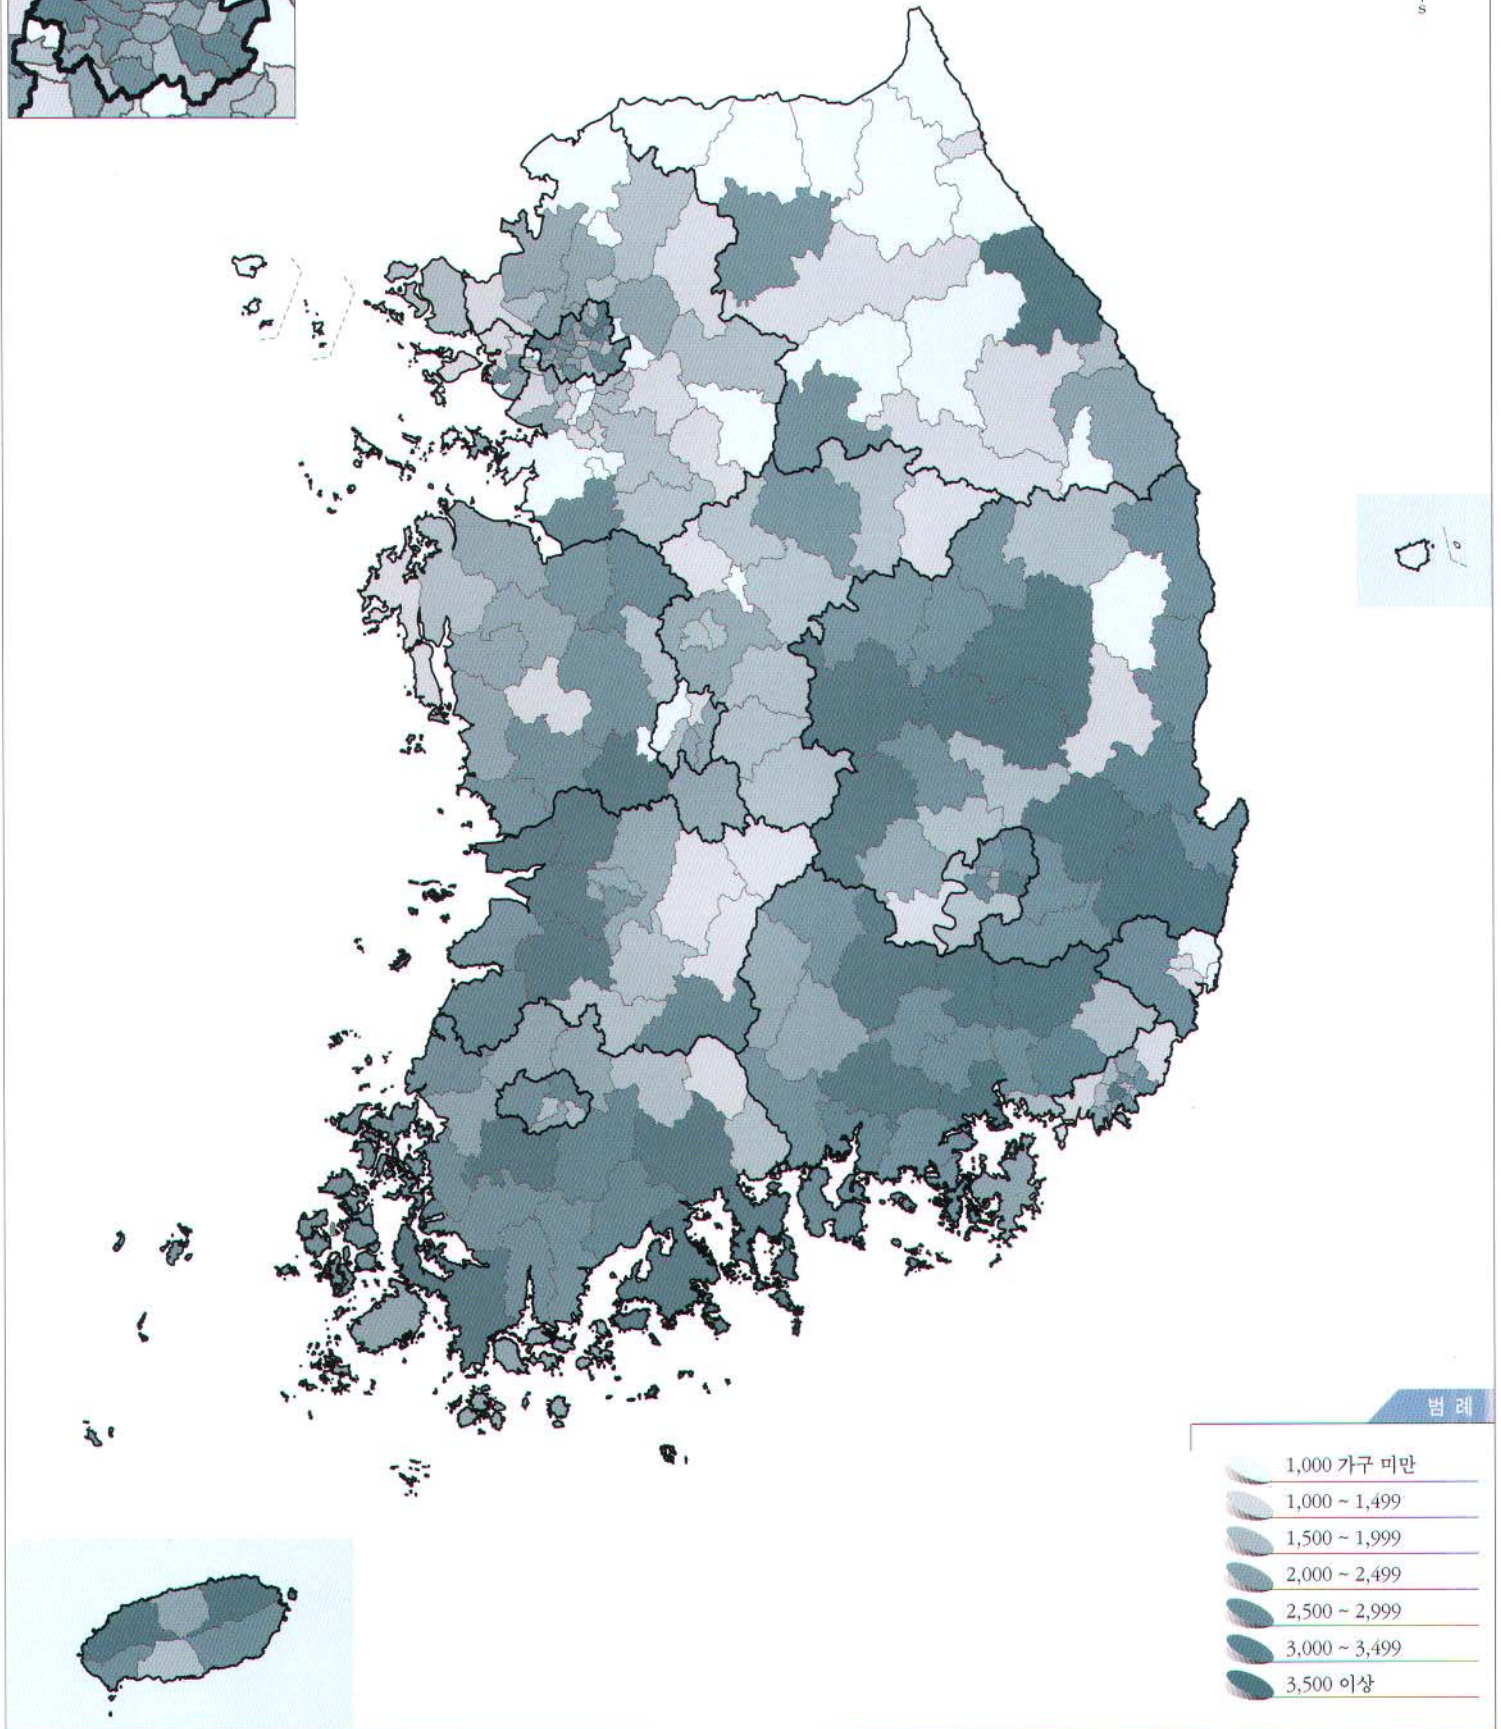 s
범 례
1,000 가구 미만
1,000 ~ 1,499
1,500 ~ 1,999
2,000 ~ 2,499
2,500 ~ 2,999
3,000 ~ 3,499
3,500 이상